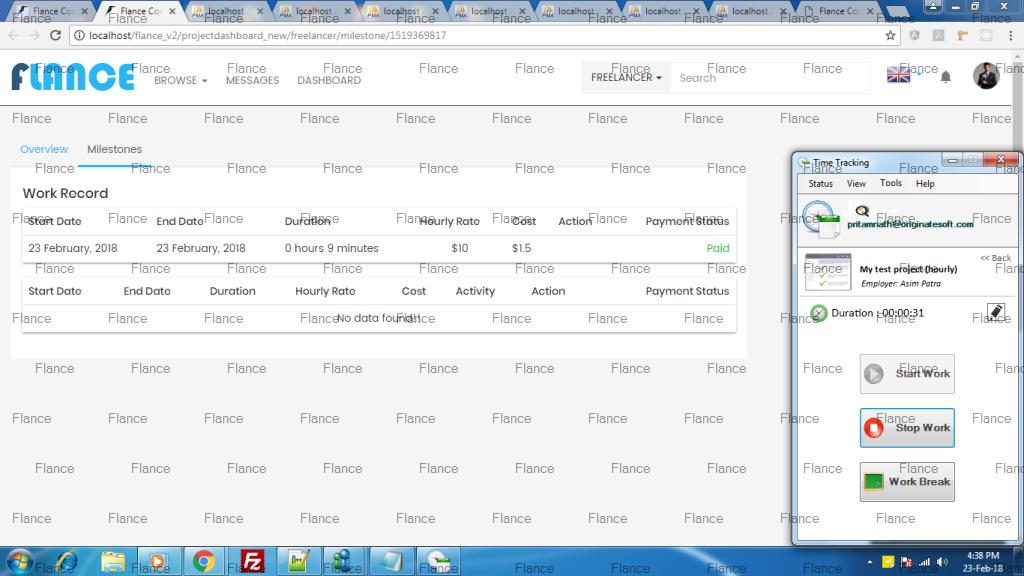 Flance Con
Flance Con
localhost
localhost
localhost
localhost
localhost
localhost
localhost
Flance Con
localhost/flance_v2/projectdashboard_new/freelancer/milestone/1519369817
FLANCE
BROWSE
MESSAGES
DASHBOARD
FREELANCER
Search
Overview
Milestones
Work Record
Start Date End Date Duration Hourly Rate Cost Action Payment Status
23 February, 2018 23 February, 2018 0 hours 9 minutes $10 $1.5 Paid
Start Date End Date Duration Hourly Rate Cost Activity Action Payment Status
No data found!!
Time Tracking
Status View Tools Help
pritamnath@originatesoft.com
<< Back
My test project (hourly)
Employer: Asim Patra
Duration : 00:00:31
Start Work
Stop Work
Work Break
4:38 PM
23-Feb-18
Flance Flance Flance Flance Flance Flance Flance Flance Flance Flance Flance